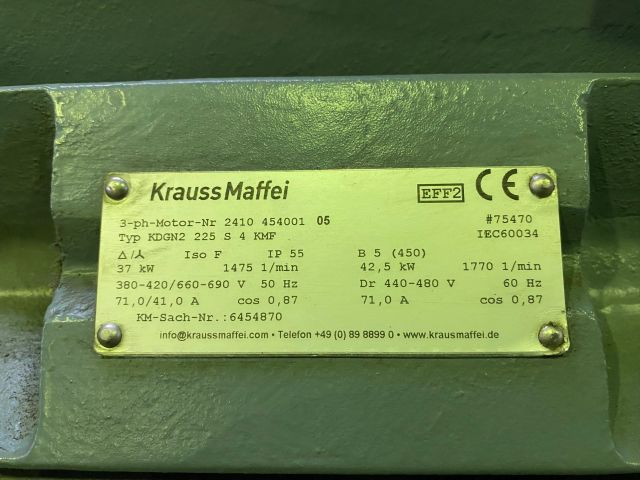 Krauss Maffei EFF2 CE
3-ph-Motor-Nr 2410 454001 05 #75470
Typ KDGN2 225 S 4 KMF IEC60034
△/⅄ Iso F IP 55 B 5 (450)
37 kW 1475 1/min 42,5 kW 1770 1/min
380-420/660-690 V 50 Hz Dr 440-480 V 60 Hz
71,0/41,0 A cos 0,87 71,0 A cos 0,87
KM-Sach-Nr.:6454870
info@kraussmaffei.com • Telefon +49 (0) 89 8899 0 • www.krausmaffei.de